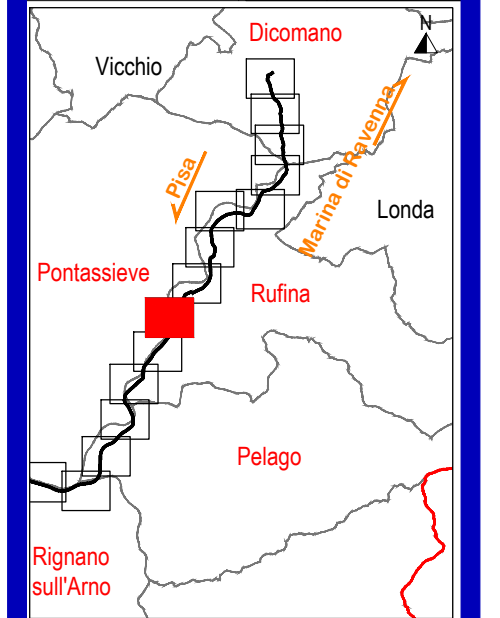 Dicomano
N
Vicchio
Pisa
Marina di Ravenna
Londa
Pontassieve
Rufina
Pelago
Rignano
sull'Arno